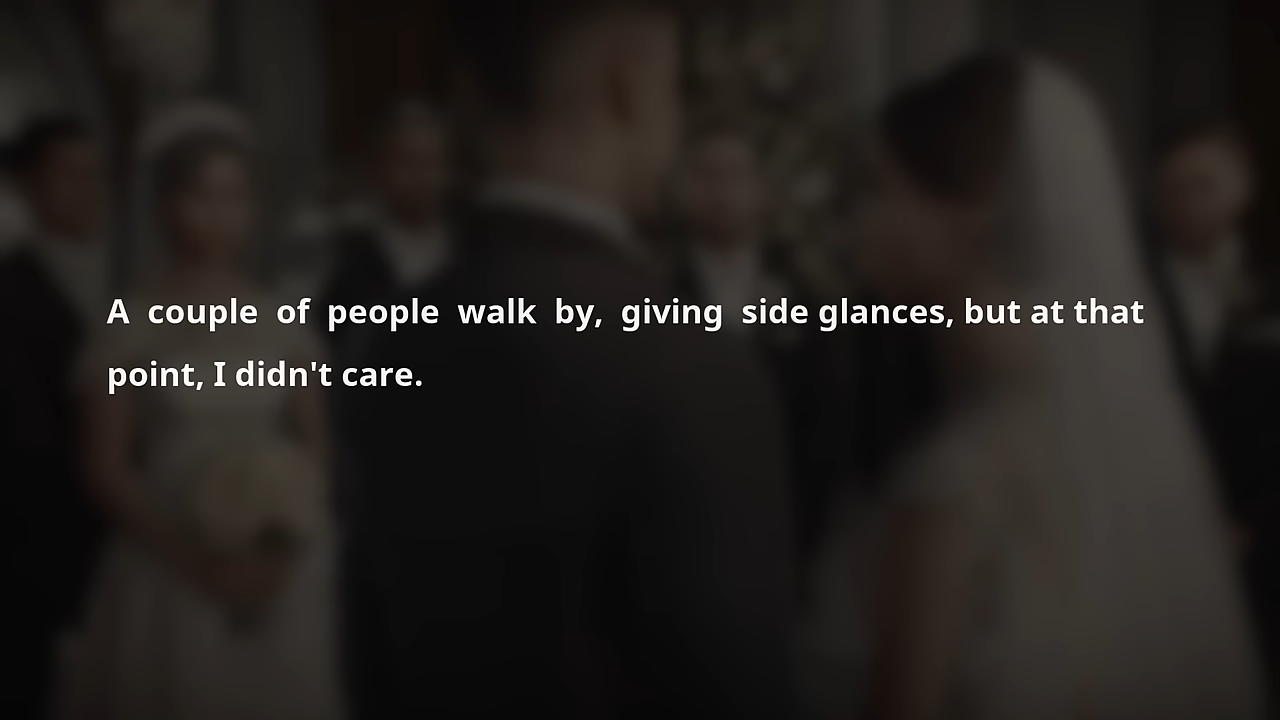 A couple of people walk by, giving side glances, but at that
point, I didn't care.